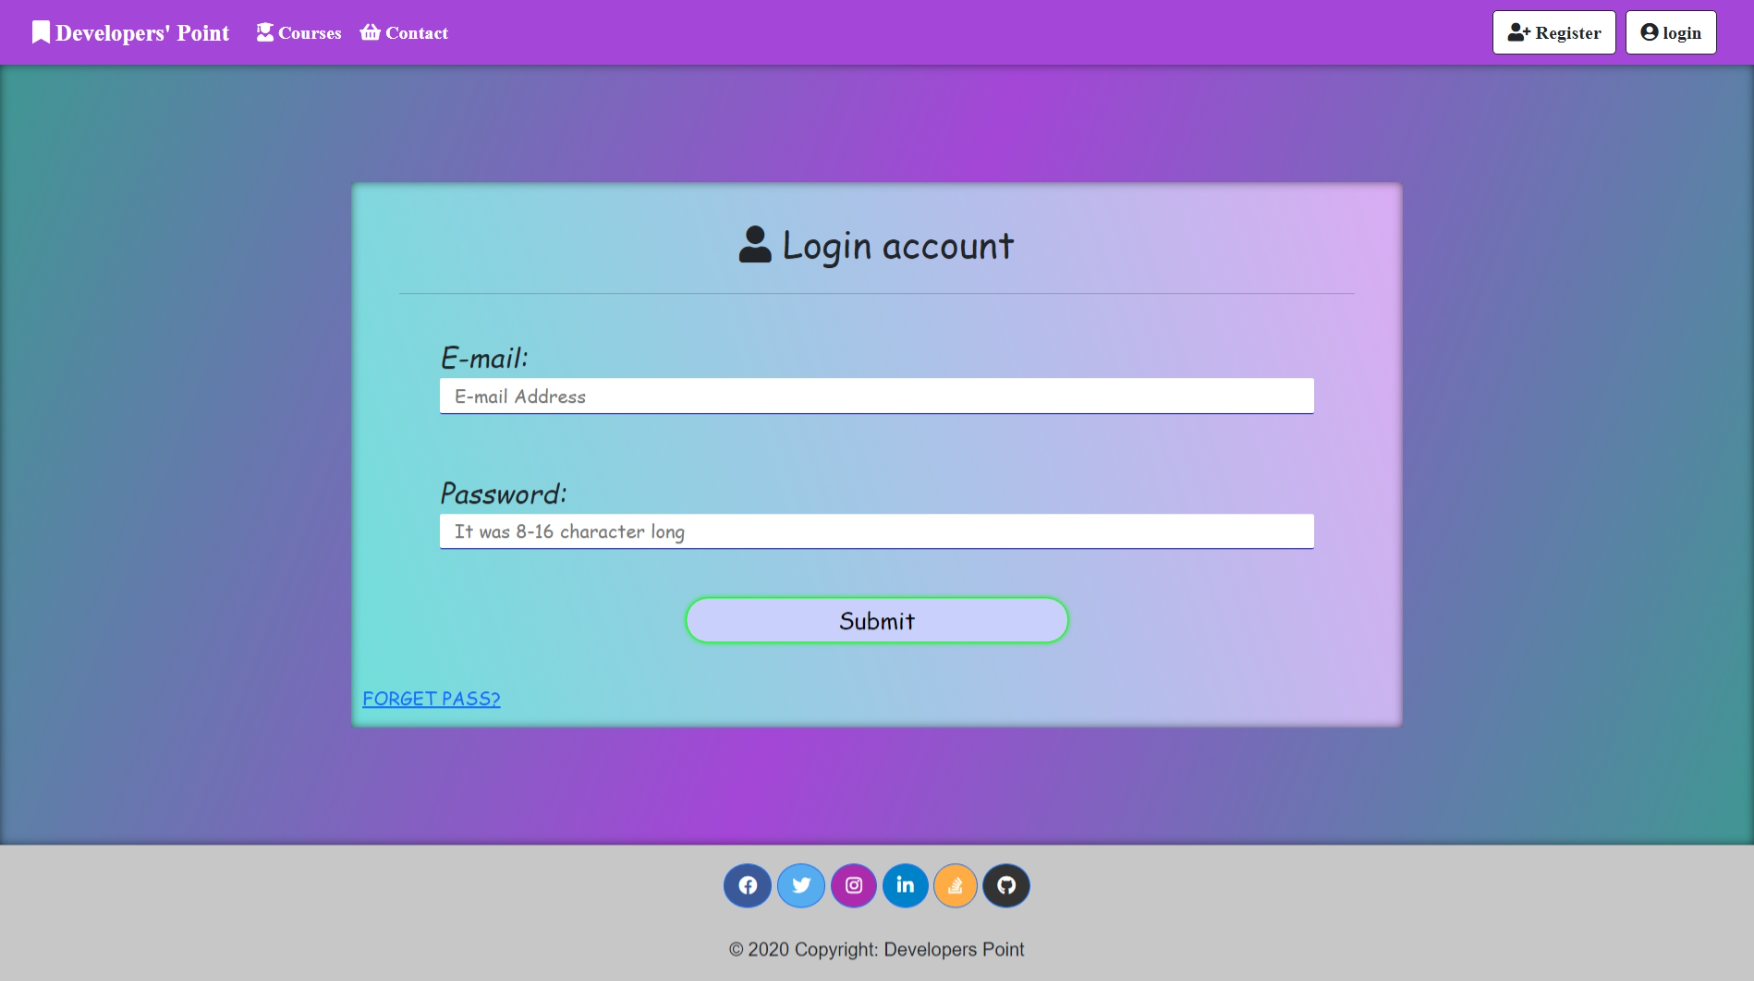 Developers' Point Courses Contact Register login
Login account
E-mail:
E-mail Address
Password:
It was 8-16 character long
Submit
FORGET PASS?
© 2020 Copyright: Developers Point